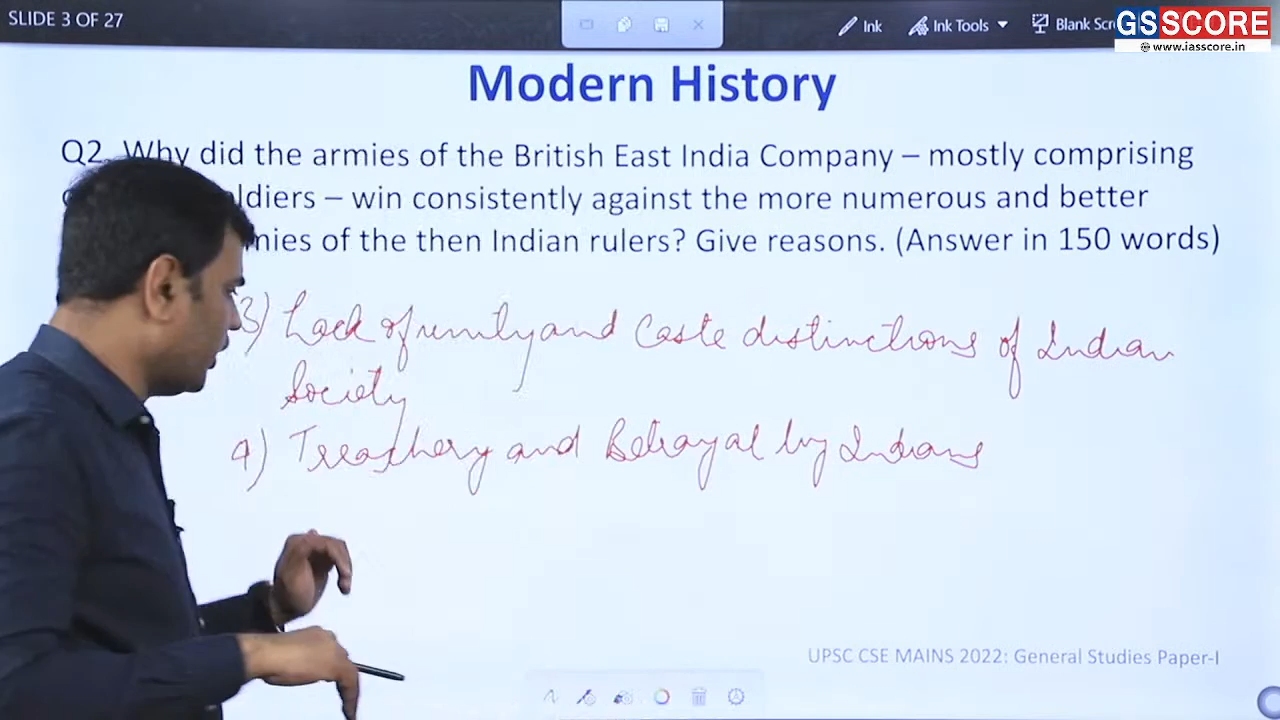 SLIDE 3 OF 27
Ink
Ink Tools
Blank Scr
GSSCORE
www.iasscore.in
Modern History
Q2. Why did the armies of the British East India Company – mostly comprising
ldiers – win consistently against the more numerous and better
mies of the then Indian rulers? Give reasons. (Answer in 150 words)
3) Lack of unity and Caste distinctions of Indian
Society
4) Treachery and Betrayal by Indians
UPSC CSE MAINS 2022: General Studies Paper-I